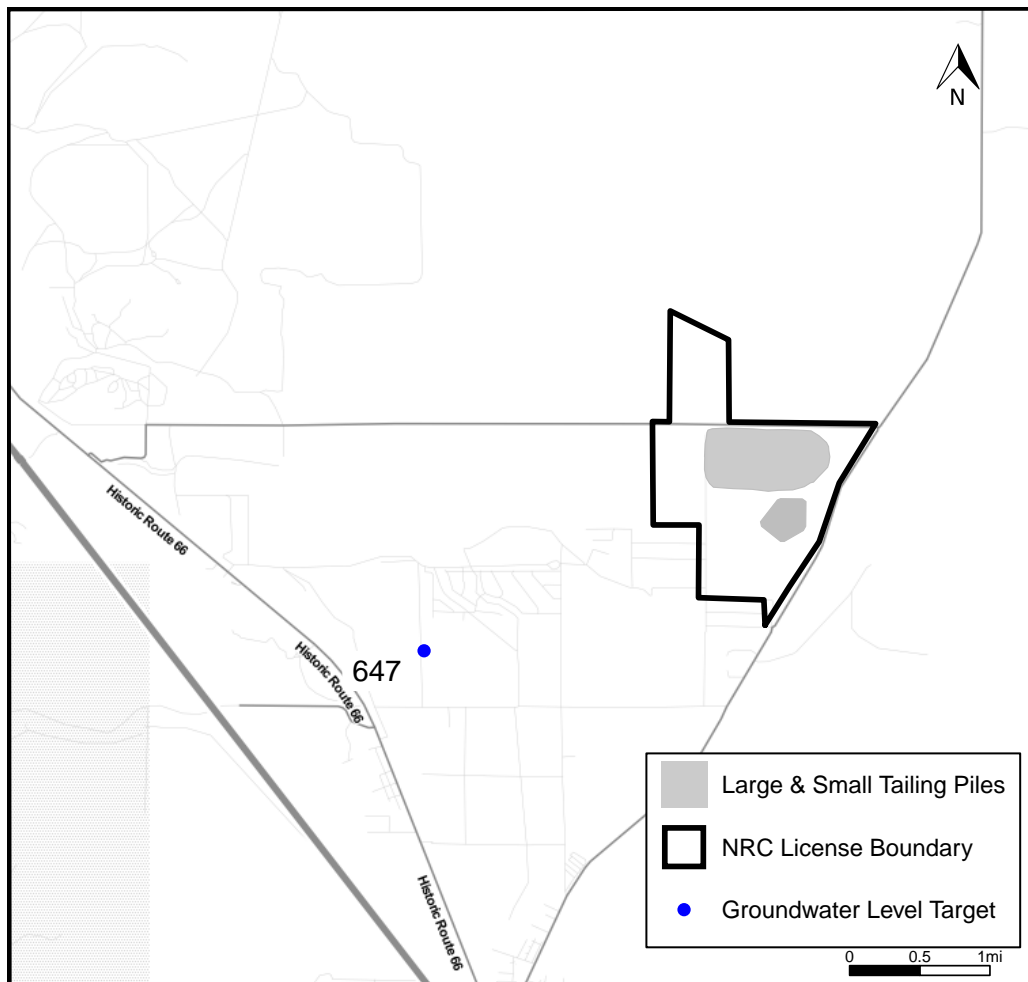 N
Historic Route 66
Historic Route 66
647
Large & Small Tailing Piles
NRC License Boundary
Historic Route 66
Groundwater Level Target
0 0.5 1mi